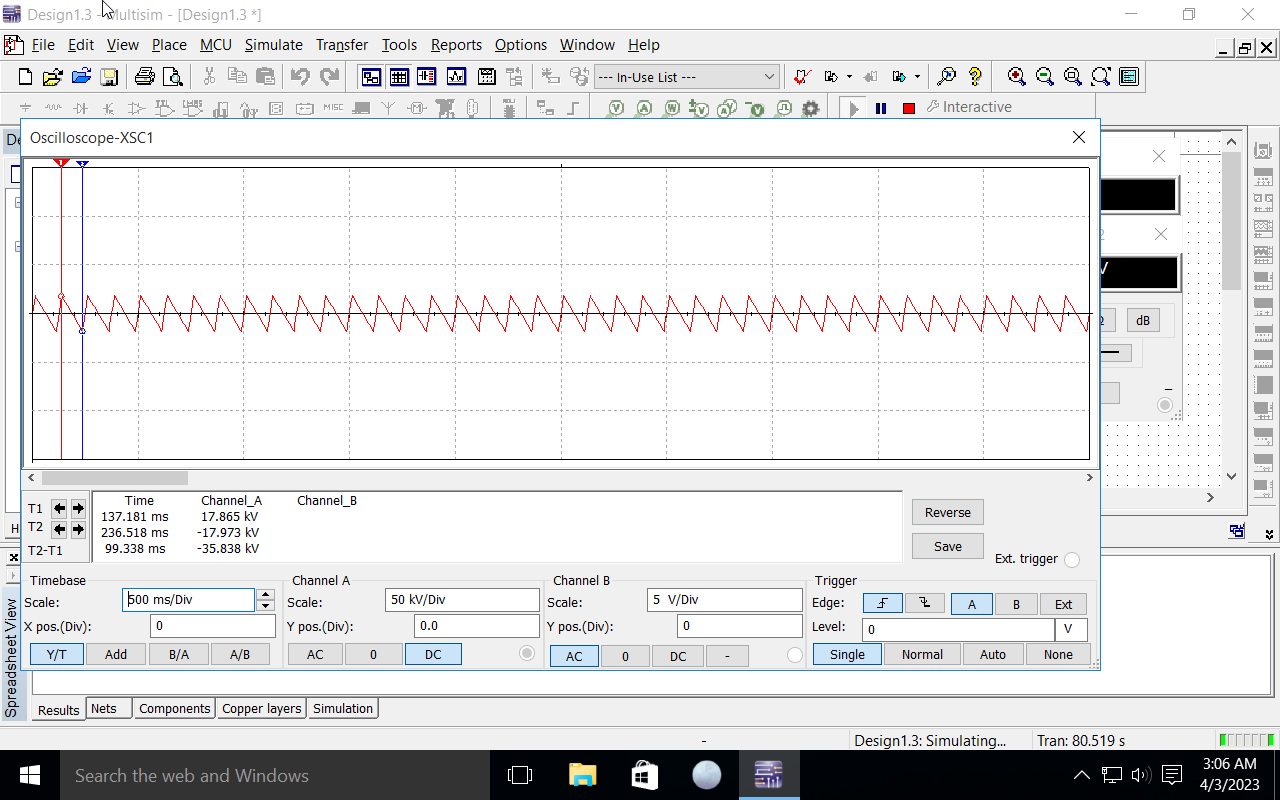 Design1.3 - Multisim - [Design1.3 *]
File Edit View Place MCU Simulate Transfer Tools Reports Options Window Help
--- In-Use List ---
MISC
Interactive
De
Oscilloscope-XSC1
V
dB
Time Channel_A Channel_B
T1 137.181 ms 17.865 kV
T2 236.518 ms -17.973 kV
T2-T1 99.338 ms -35.838 kV
Reverse
Save
Ext. trigger
H
Timebase
Scale: 500 ms/Div
X pos.(Div): 0
Y/T Add B/A A/B
Channel A
Scale: 50 kV/Div
Y pos.(Div): 0.0
AC 0 DC
Channel B
Scale: 5 V/Div
Y pos.(Div): 0
AC 0 DC -
Trigger
Edge: A B Ext
Level: 0 V
Single Normal Auto None
Spreadsheet View
Results Nets Components Copper layers Simulation
- Design1.3: Simulating... Tran: 80.519 s
Search the web and Windows
3:06 AM
4/3/2023